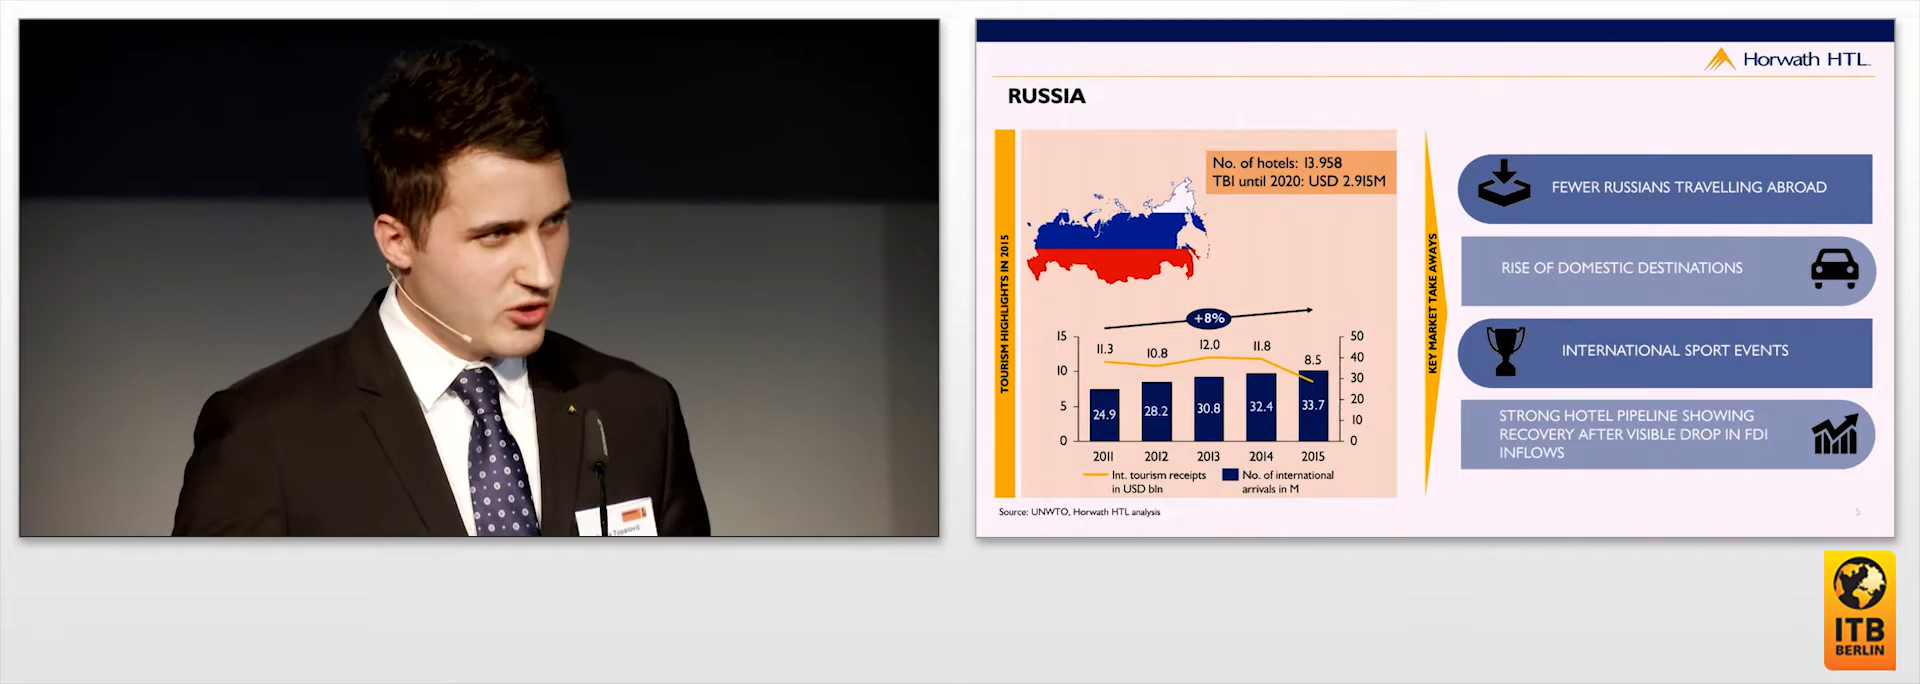 Topalović
Horwath HTL
RUSSIA
TOURISM HIGHLIGHTS IN 2015
No. of hotels: 13.958
TBI until 2020: USD 2.915M
+8%
15
10
5
0
11.3
10.8
12.0
11.8
8.5
50
40
30
20
10
0
24.9
28.2
30.8
32.4
33.7
2011
2012
2013
2014
2015
Int. tourism receipts
in USD bln
No. of international
arrivals in M
KEY MARKET TAKE AWAYS
FEWER RUSSIANS TRAVELLING ABROAD
RISE OF DOMESTIC DESTINATIONS
INTERNATIONAL SPORT EVENTS
STRONG HOTEL PIPELINE SHOWING
RECOVERY AFTER VISIBLE DROP IN FDI
INFLOWS
Source: UNWTO, Horwath HTL analysis
5
ITB
BERLIN